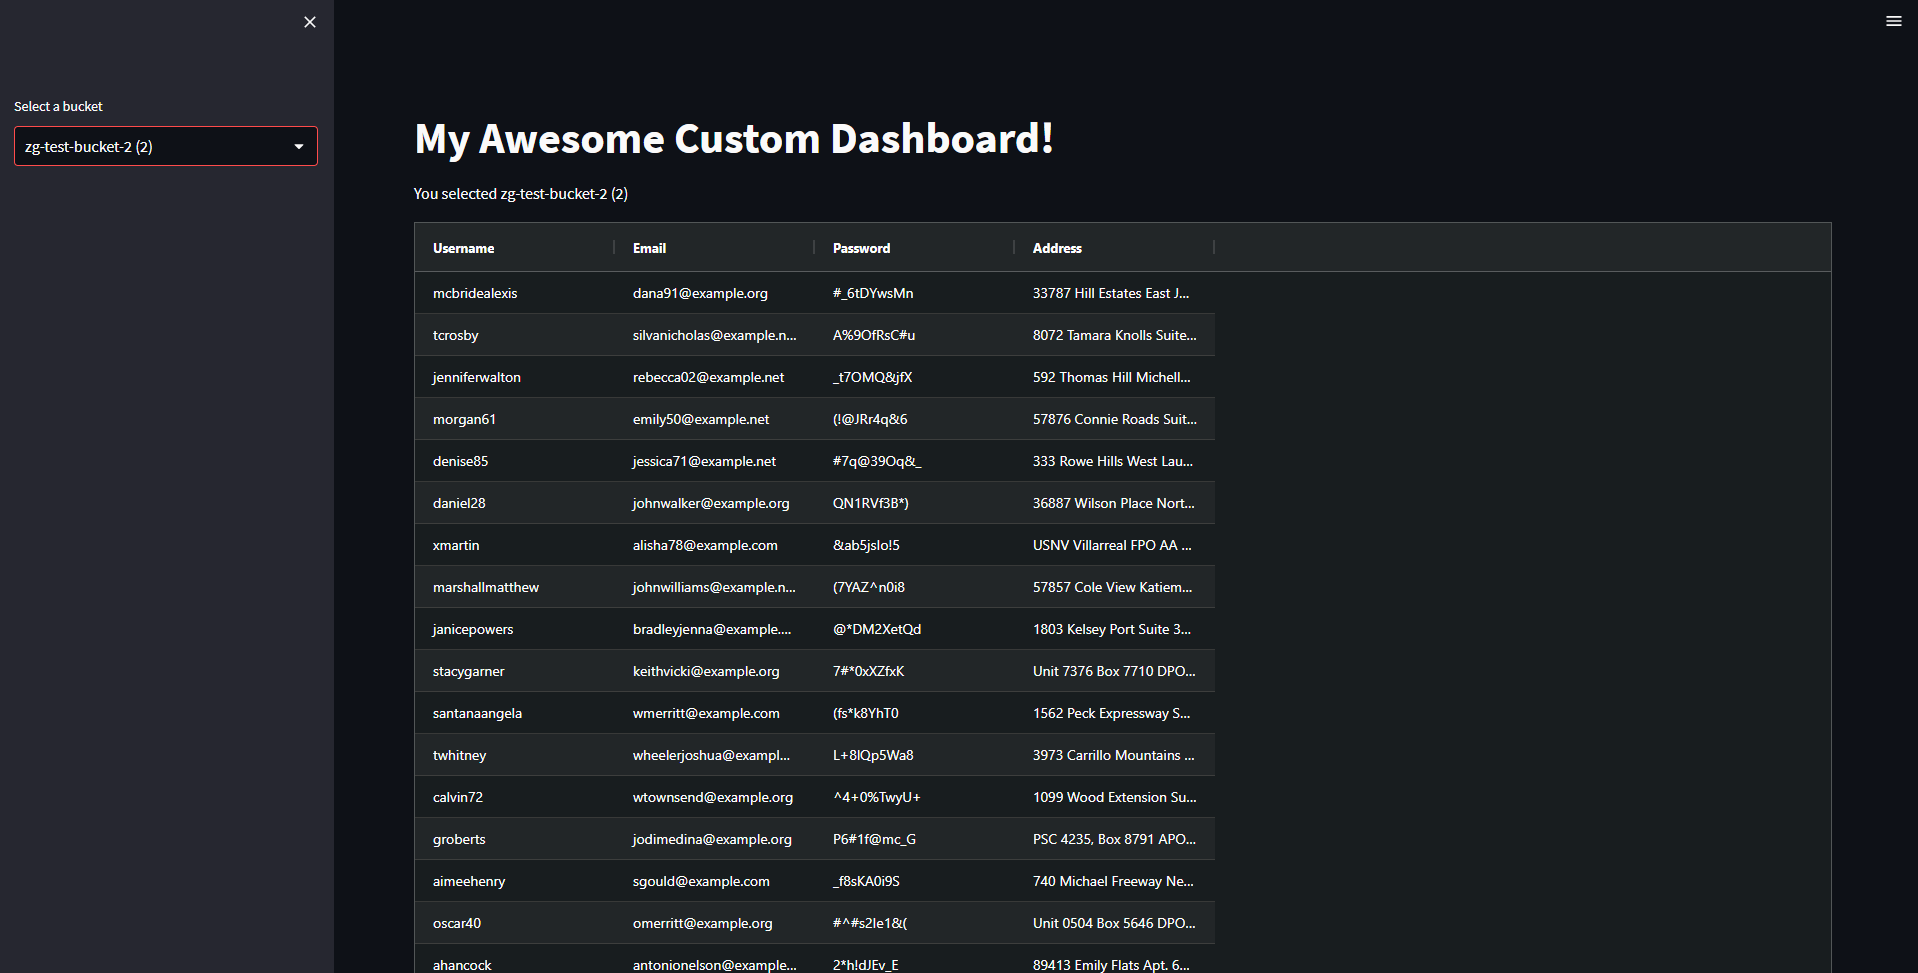 Select a bucket
zg-test-bucket-2 (2)
My Awesome Custom Dashboard!
You selected zg-test-bucket-2 (2)
Username Email Password Address
mcbridealexis dana91@example.org #_6tDYwsMn 33787 Hill Estates East J...
tcrosby silvanicholas@example.n... A%9OfRsC#u 8072 Tamara Knolls Suite...
jenniferwalton rebecca02@example.net _t7OMQ&jfX 592 Thomas Hill Michell...
morgan61 emily50@example.net (!@JRr4q&6 57876 Connie Roads Suit...
denise85 jessica71@example.net #7q@39Oq&_ 333 Rowe Hills West Lau...
daniel28 johnwalker@example.org QN1RVf3B*) 36887 Wilson Place Nort...
xmartin alisha78@example.com &ab5jsIo!5 USNV Villarreal FPO AA ...
marshallmatthew johnwilliams@example.n... (7YAZ^n0i8 57857 Cole View Katiem...
janicepowers bradleyjenna@example.... @*DM2XetQd 1803 Kelsey Port Suite 3...
stacygarner keithvicki@example.org 7#*0xXZfxK Unit 7376 Box 7710 DPO...
santanaangela wmerritt@example.com (fs*k8YhT0 1562 Peck Expressway S...
twhitney wheelerjoshua@exampl... L+8IQp5Wa8 3973 Carrillo Mountains ...
calvin72 wtownsend@example.org ^4+0%TwyU+ 1099 Wood Extension Su...
groberts jodimedina@example.org P6#1f@mc_G PSC 4235, Box 8791 APO...
aimeehenry sgould@example.com _f8sKA0i9S 740 Michael Freeway Ne...
oscar40 omerritt@example.org #^#s2Ie1&( Unit 0504 Box 5646 DPO...
ahancock antonionelson@example... 2*h!dJEv_E 89413 Emily Flats Apt. 6...